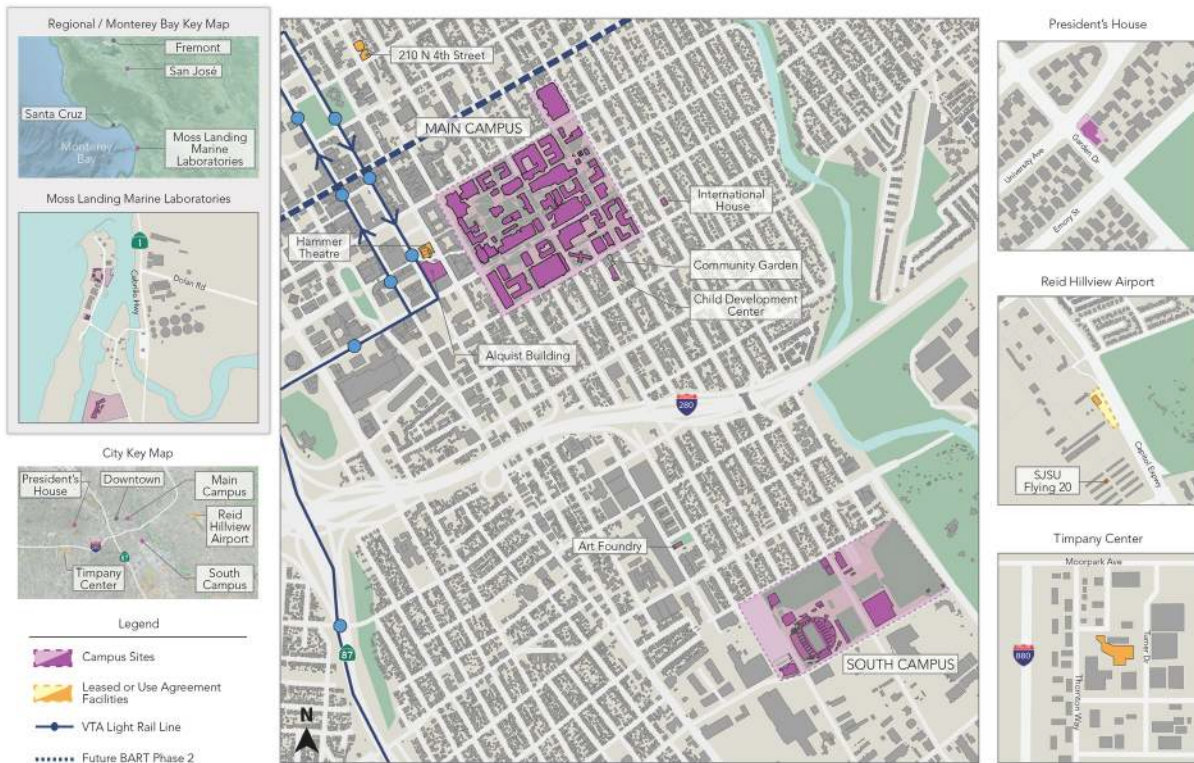 Regional / Monterey Bay Key Map
Fremont
San José
Santa Cruz
Monterey
Bay
Moss Landing
Marine
Laboratories
Moss Landing Marine Laboratories
1
Dolan Rd
Cabrillo Hwy
City Key Map
President's
House
Downtown
Main
Campus
Reid
Hillview
Airport
87
Timpany
Center
South
Campus
Legend
Campus Sites
Leased or Use Agreement
Facilities
VTA Light Rail Line
Future BART Phase 2
210 N 4th Street
MAIN CAMPUS
International
House
Hammer
Theatre
Community Garden
Child Development
Center
Alquist Building
280
Art Foundry
SOUTH CAMPUS
87
N
President's House
University Ave
Garden Dr
Emory St
Reid Hillview Airport
Capitol Expwy
SJSU
Flying 20
Timpany Center
Moorpark Ave
880
Thornton Way
Turner Dr